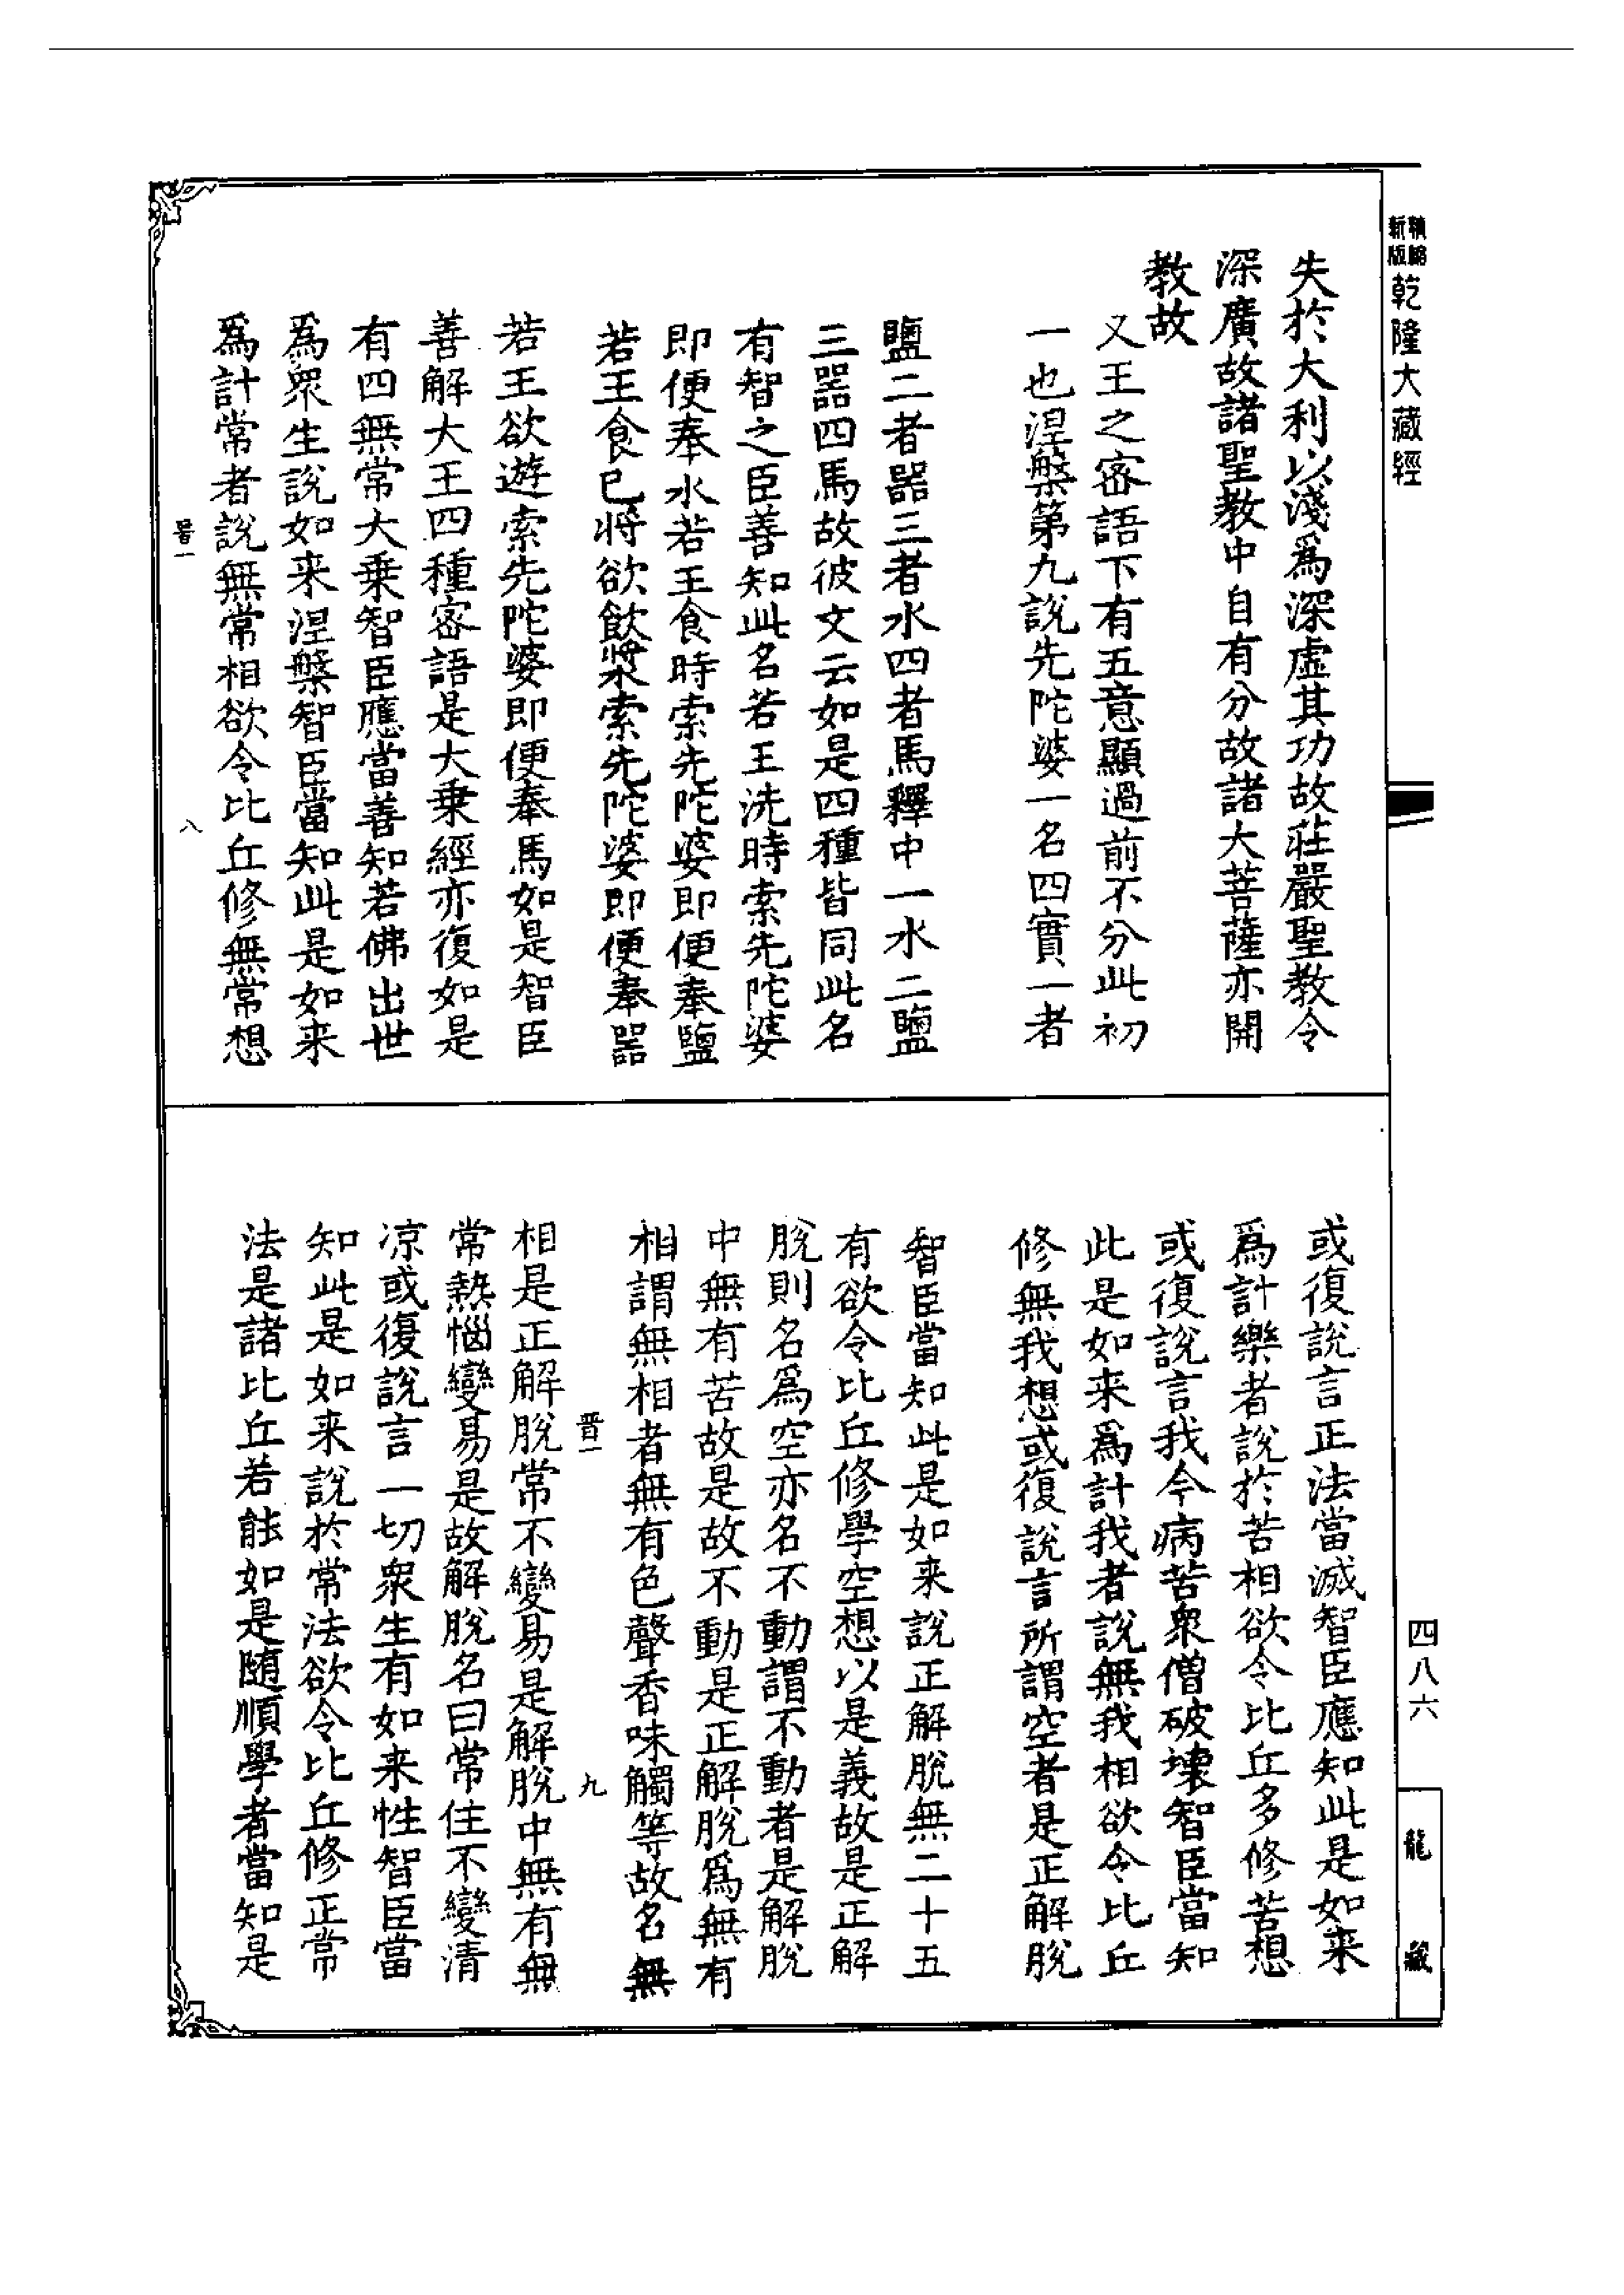 新版精縮乾隆大藏經
失於大利以淺爲深虛其功故莊嚴聖教令
深廣故諸聖教中自有分故諸大菩薩亦開
教故
又王之密語下有五意顯過前不分此初
一也涅槃第九說先陀婆一名四實一者
鹽二者器三者水四者馬釋中一水二鹽
三器四馬故彼文云如是四種皆同此名
有智之臣善知此名若王洗時索先陀婆
即便奉水若王食時索先陀婆即便奉鹽
若王食已將欲飲漿索先陀婆即便奉器
若王欲遊索先陀婆即便奉馬如是智臣
善解大王四種密語是大乗經亦復如是
有四無常大乗智臣應當善知若佛出世
爲衆生說如来涅槃智臣當知此是如来
爲計常者說無常相欲令比丘修無常想
晉一
八
或復說言正法當滅智臣應知此是如来
爲計樂者說於苦相欲令比丘多修苦想
或復說言我今病苦衆僧破壞智臣當知
此是如来爲計我者說無我相欲令比丘
修無我想或復說言所謂空者是正解脫
智臣當知此是如来說正解脫無二十五
有欲令比丘修學空想以是義故是正解
脫則名爲空亦名不動謂不動者是解脫
中無有苦故是故不動是正解脫爲無有
相謂無相者無有色聲香味觸等故名無
晉一
九
相是正解脫常不變易是解脫中無有無
常熱惱變易是故解脫名曰常住不變清
凉或復說言一切衆生有如来性智臣當
知此是如来說於常法欲令比丘修正常
法是諸比丘若能如是隨順學者當知是
四八六
龍藏